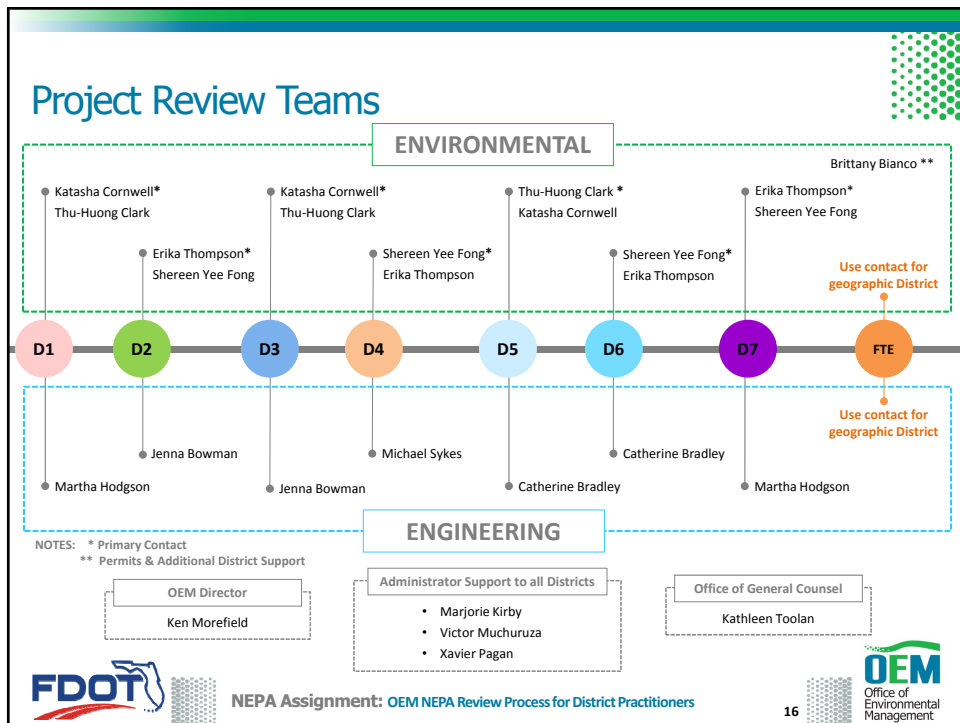 Project Review Teams
ENVIRONMENTAL
Brittany Bianco **
Katasha Cornwell*
Thu-Huong Clark
Katasha Cornwell*
Thu-Huong Clark
Thu-Huong Clark *
Katasha Cornwell
Erika Thompson*
Shereen Yee Fong
Erika Thompson*
Shereen Yee Fong
Shereen Yee Fong*
Erika Thompson
Shereen Yee Fong*
Erika Thompson
Use contact for
geographic District
D1
D2
D3
D4
D5
D6
D7
FTE
Use contact for
geographic District
Jenna Bowman
Michael Sykes
Catherine Bradley
Martha Hodgson
Jenna Bowman
Catherine Bradley
Martha Hodgson
ENGINEERING
NOTES: * Primary Contact
** Permits & Additional District Support
OEM Director
Ken Morefield
Administrator Support to all Districts
• Marjorie Kirby
• Victor Muchuruza
• Xavier Pagan
Office of General Counsel
Kathleen Toolan
FDOT
NEPA Assignment: OEM NEPA Review Process for District Practitioners
16
OEM
Office of
Environmental
Management